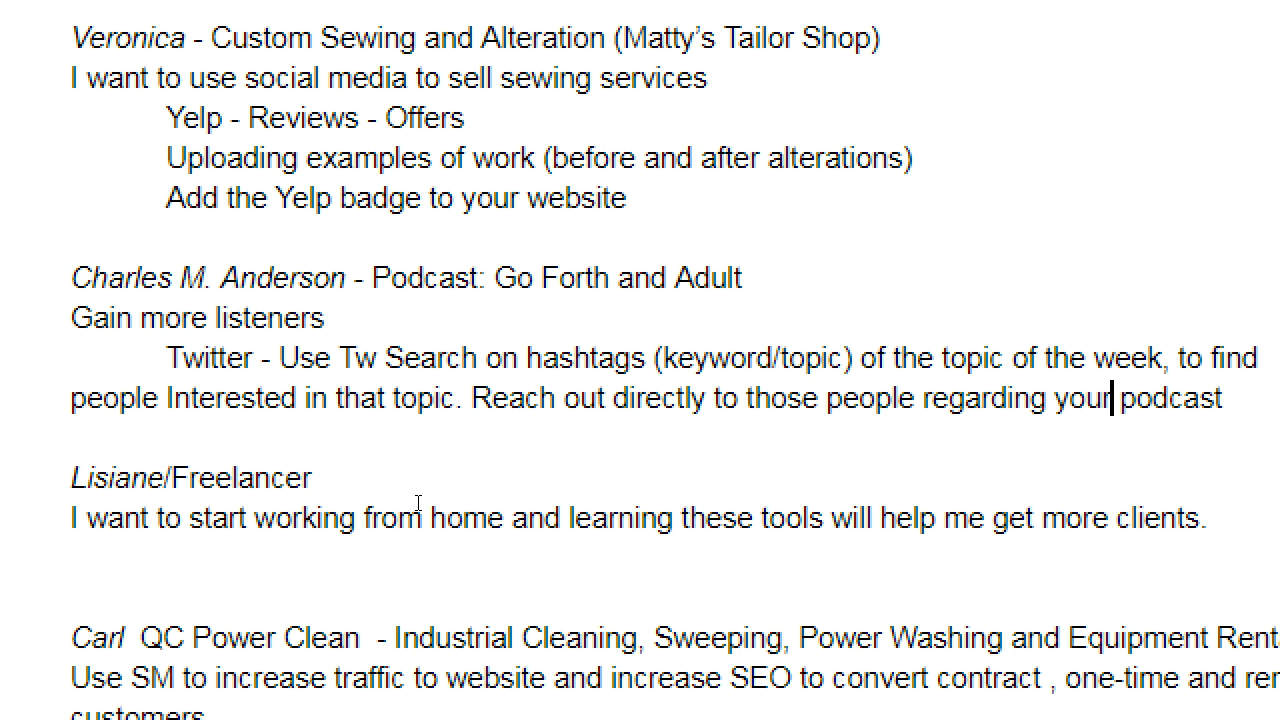 Veronica - Custom Sewing and Alteration (Matty’s Tailor Shop)
I want to use social media to sell sewing services
Yelp - Reviews - Offers
Uploading examples of work (before and after alterations)
Add the Yelp badge to your website
Charles M. Anderson - Podcast: Go Forth and Adult
Gain more listeners
Twitter - Use Tw Search on hashtags (keyword/topic) of the topic of the week, to find
people Interested in that topic. Reach out directly to those people regarding your podcast
Lisiane/Freelancer
I want to start working from home and learning these tools will help me get more clients.
Carl QC Power Clean - Industrial Cleaning, Sweeping, Power Washing and Equipment
Use SM to increase traffic to website and increase SEO to convert contract , one-time and
customers